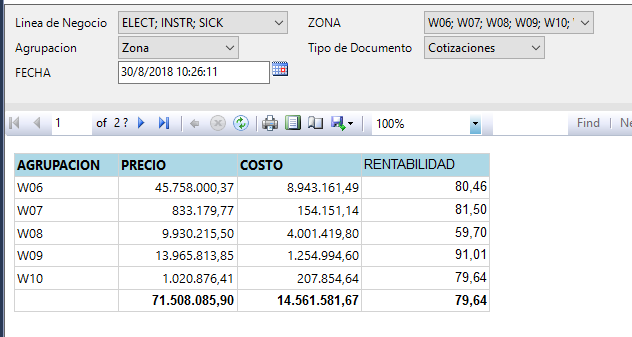 Linea de Negocio ELECT; INSTR; SICK ZONA W06; W07; W08; W09; W10;
Agrupacion Zona Tipo de Documento Cotizaciones
FECHA 30/8/2018 10:26:11
1 of 2 ? 100% Find | Ne
AGRUPACION PRECIO COSTO RENTABILIDAD
W06 45.758.000,37 8.943.161,49 80,46
W07 833.179,77 154.151,14 81,50
W08 9.930.215,50 4.001.419,80 59,70
W09 13.965.813,85 1.254.994,60 91,01
W10 1.020.876,41 207.854,64 79,64
71.508.085,90 14.561.581,67 79,64